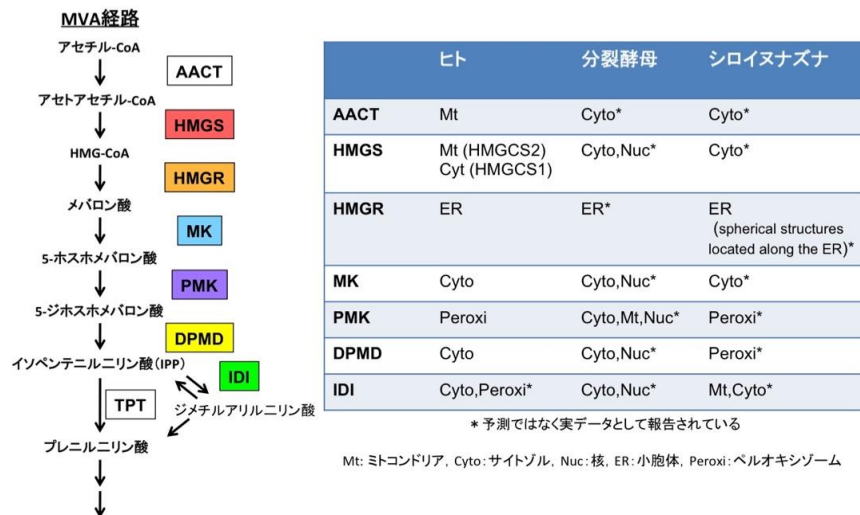 MVA経路
アセチル-CoA
AACT
アセトアセチル-CoA
HMGS
HMG-CoA
HMGR
メバロン酸
MK
5-ホスホメバロン酸
PMK
5-ジホスホメバロン酸
DPMD
イソペンテニル二リン酸(IPP)
IDI
TPT
ジメチルアリル二リン酸
プレニル二リン酸
ヒト 分裂酵母 シロイヌナズナ
AACT Mt Cyto* Cyto*
HMGS Mt (HMGCS2) Cyto,Nuc* Cyto*
Cyt (HMGCS1)
HMGR ER ER* ER
(spherical structures
located along the ER)*
MK Cyto Cyto,Nuc* Cyto*
PMK Peroxi Cyto,Mt,Nuc* Peroxi*
DPMD Cyto Cyto,Nuc* Peroxi*
IDI Cyto,Peroxi* Cyto,Nuc* Mt,Cyto*
* 予測ではなく実データとして報告されている
Mt: ミトコンドリア, Cyto: サイトゾル, Nuc: 核, ER: 小胞体, Peroxi: ペルオキシゾーム